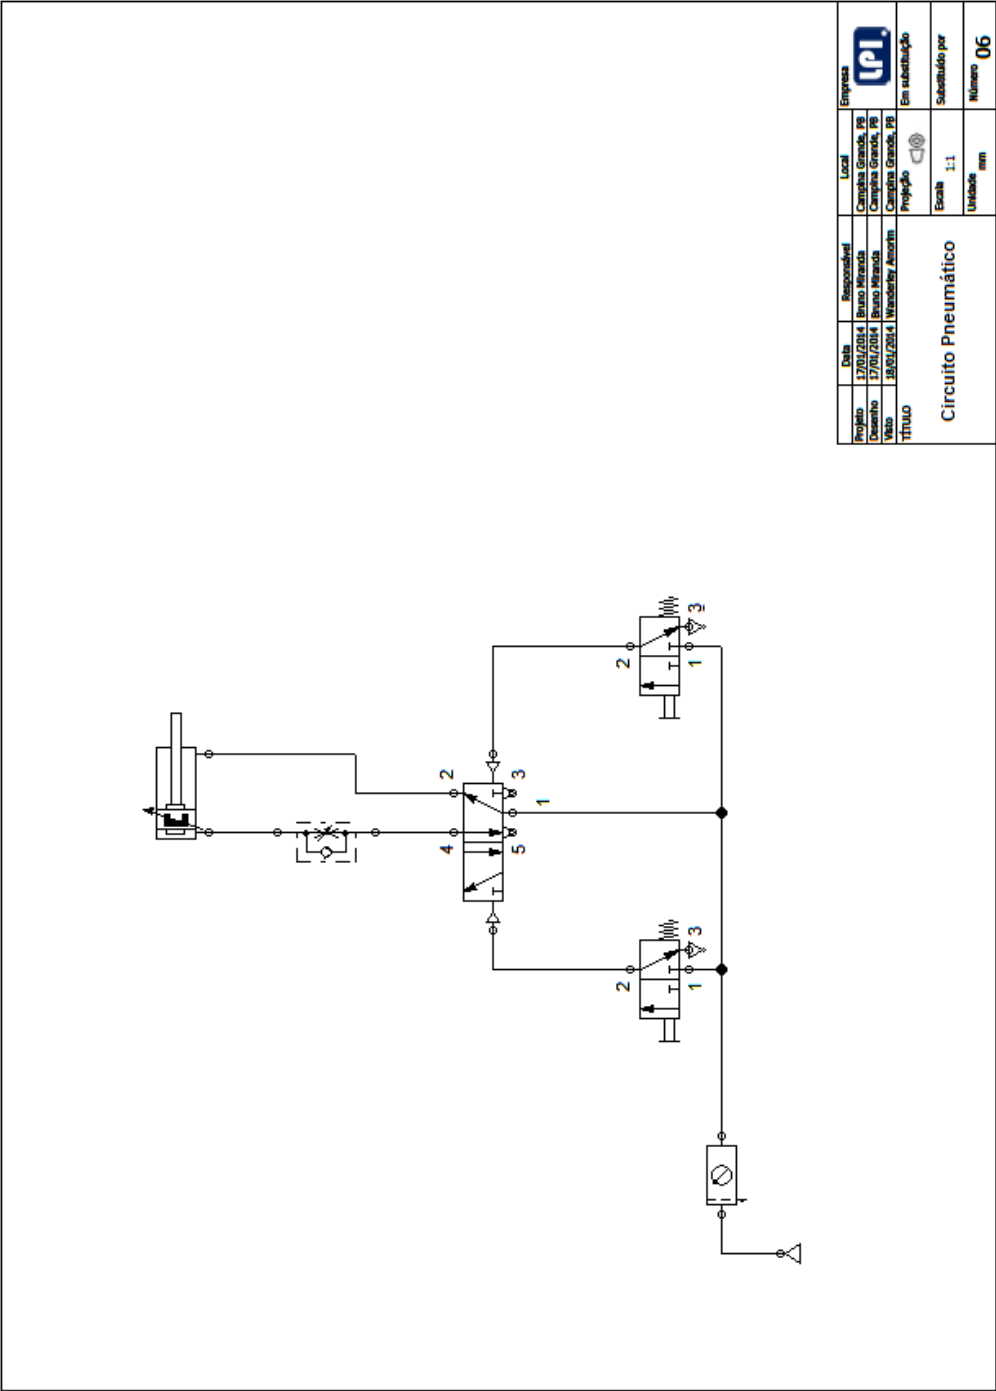 2
4
3
1
5
2
3
1
2
3
1
Data Responsável Local Empresa
Projeto 17/01/2014 Bruno Miranda Campina Grande, PB
Desenho 17/01/2014 Bruno Miranda Campina Grande, PB
Visto 18/01/2014 Wanderley Amorim Campina Grande, PB
LPI
TÍTULO
Circuito Pneumático
Projeção
Em substituição
Escala 1:1
Substituído por
Unidade mm
Número 06